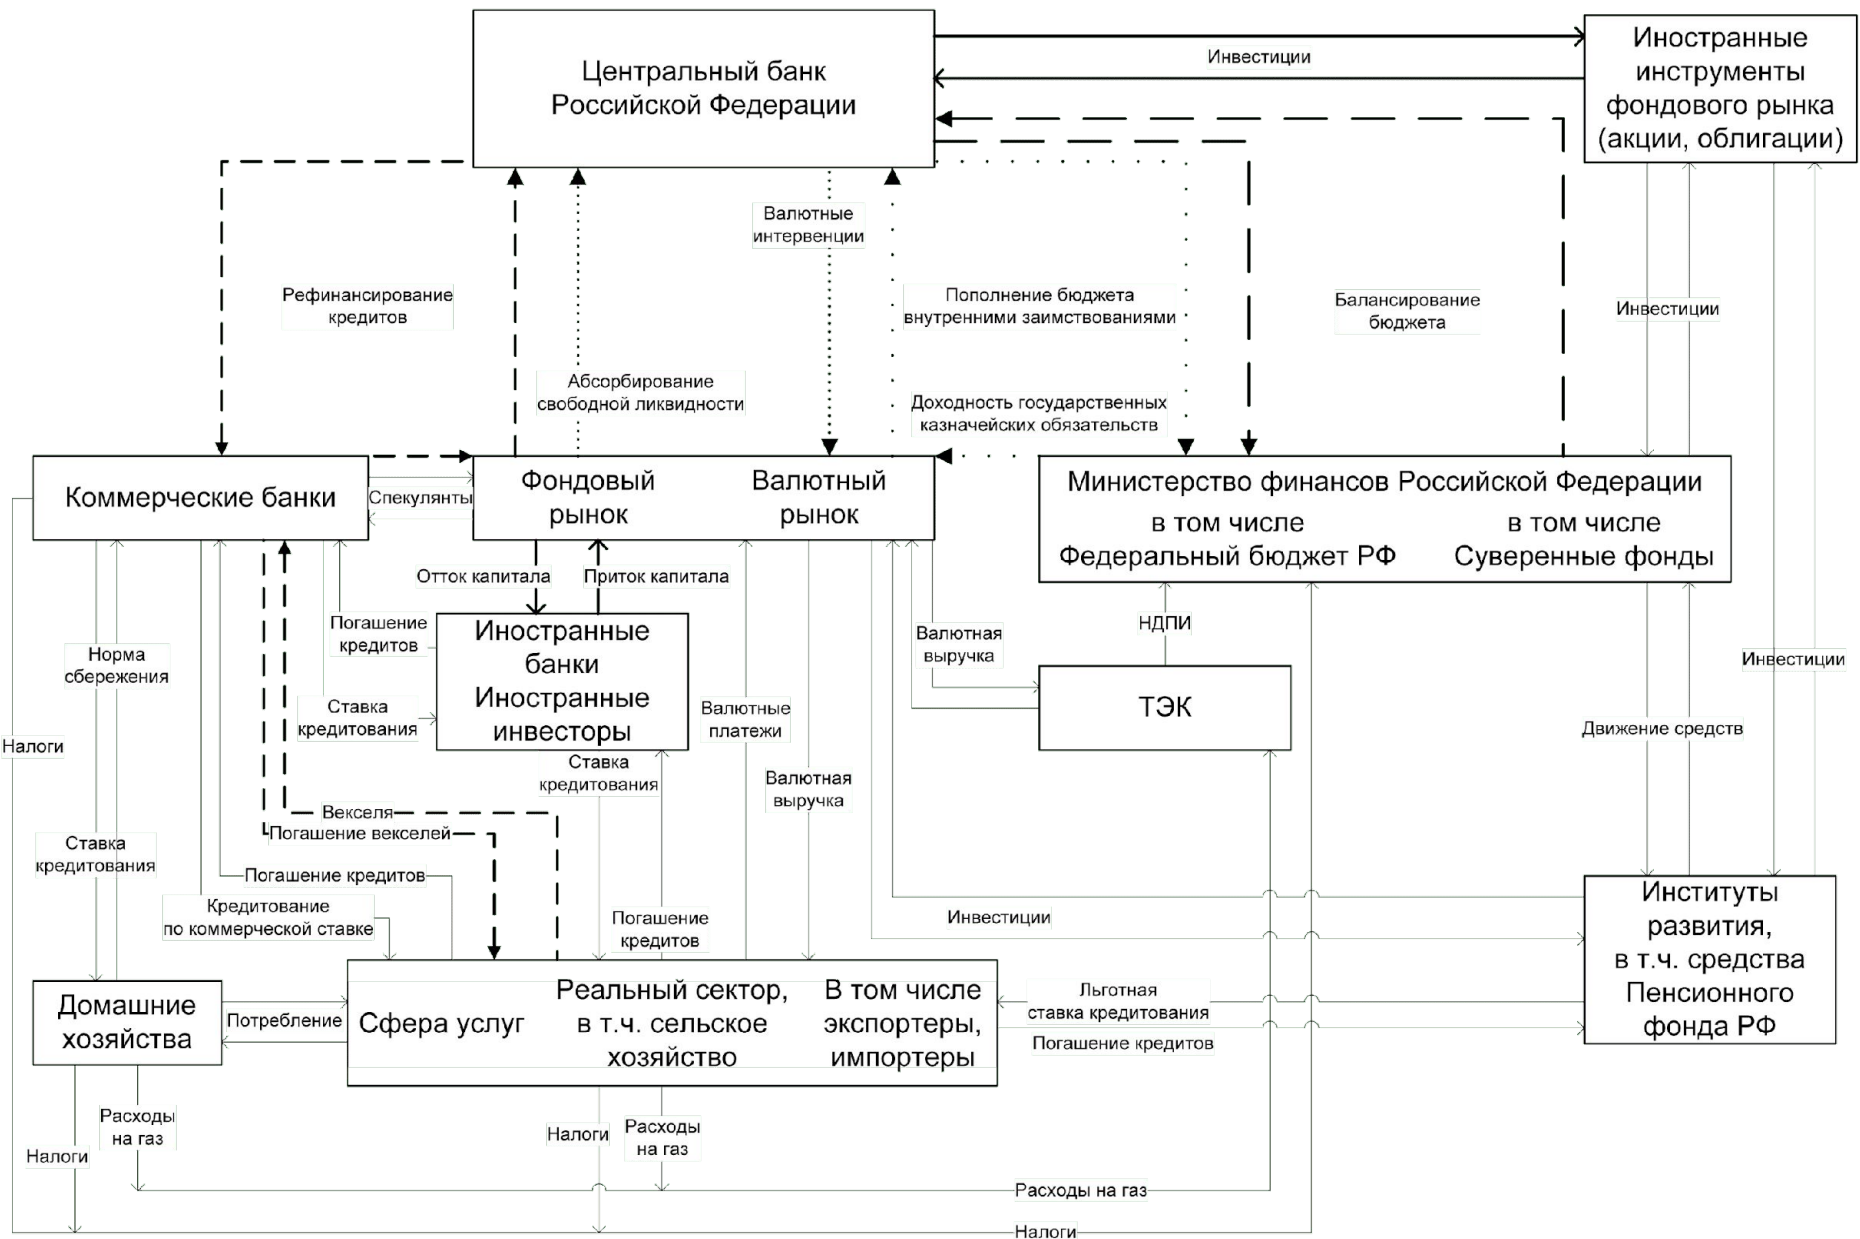 Центральный банк
Российской Федерации
Инвестиции
Иностранные
инструменты
фондового рынка
(акции, облигации)
Валютные
интервенции
Рефинансирование
кредитов
Пополнение бюджета
внутренними заимствованиями
Балансирование
бюджета
Инвестиции
Абсорбирование
свободной ликвидности
Доходность государственных
казначейских обязательств
Коммерческие банки
Спекулянты
Фондовый
рынок
Валютный
рынок
Министерство финансов Российской Федерации
в том числе
Федеральный бюджет РФ
в том числе
Суверенные фонды
Отток капитала
Приток капитала
Погашение
кредитов
Иностранные
банки
Иностранные
инвесторы
Валютная
выручка
НДПИ
Норма
сбережения
Инвестиции
Ставка
кредитования
Валютные
платежи
ТЭК
Движение средств
Налоги
Ставка
кредитования
Валютная
выручка
Векселя
Погашение векселей
Ставка
кредитования
Погашение кредитов
Кредитование
по коммерческой ставке
Погашение
кредитов
Инвестиции
Институты
развития,
в т.ч. средства
Пенсионного
фонда РФ
Домашние
хозяйства
Потребление
Сфера услуг
Реальный сектор,
в т.ч. сельское
хозяйство
В том числе
экспортеры,
импортеры
Льготная
ставка кредитования
Погашение кредитов
Расходы
на газ
Налоги
Налоги
Расходы
на газ
Расходы на газ
Налоги